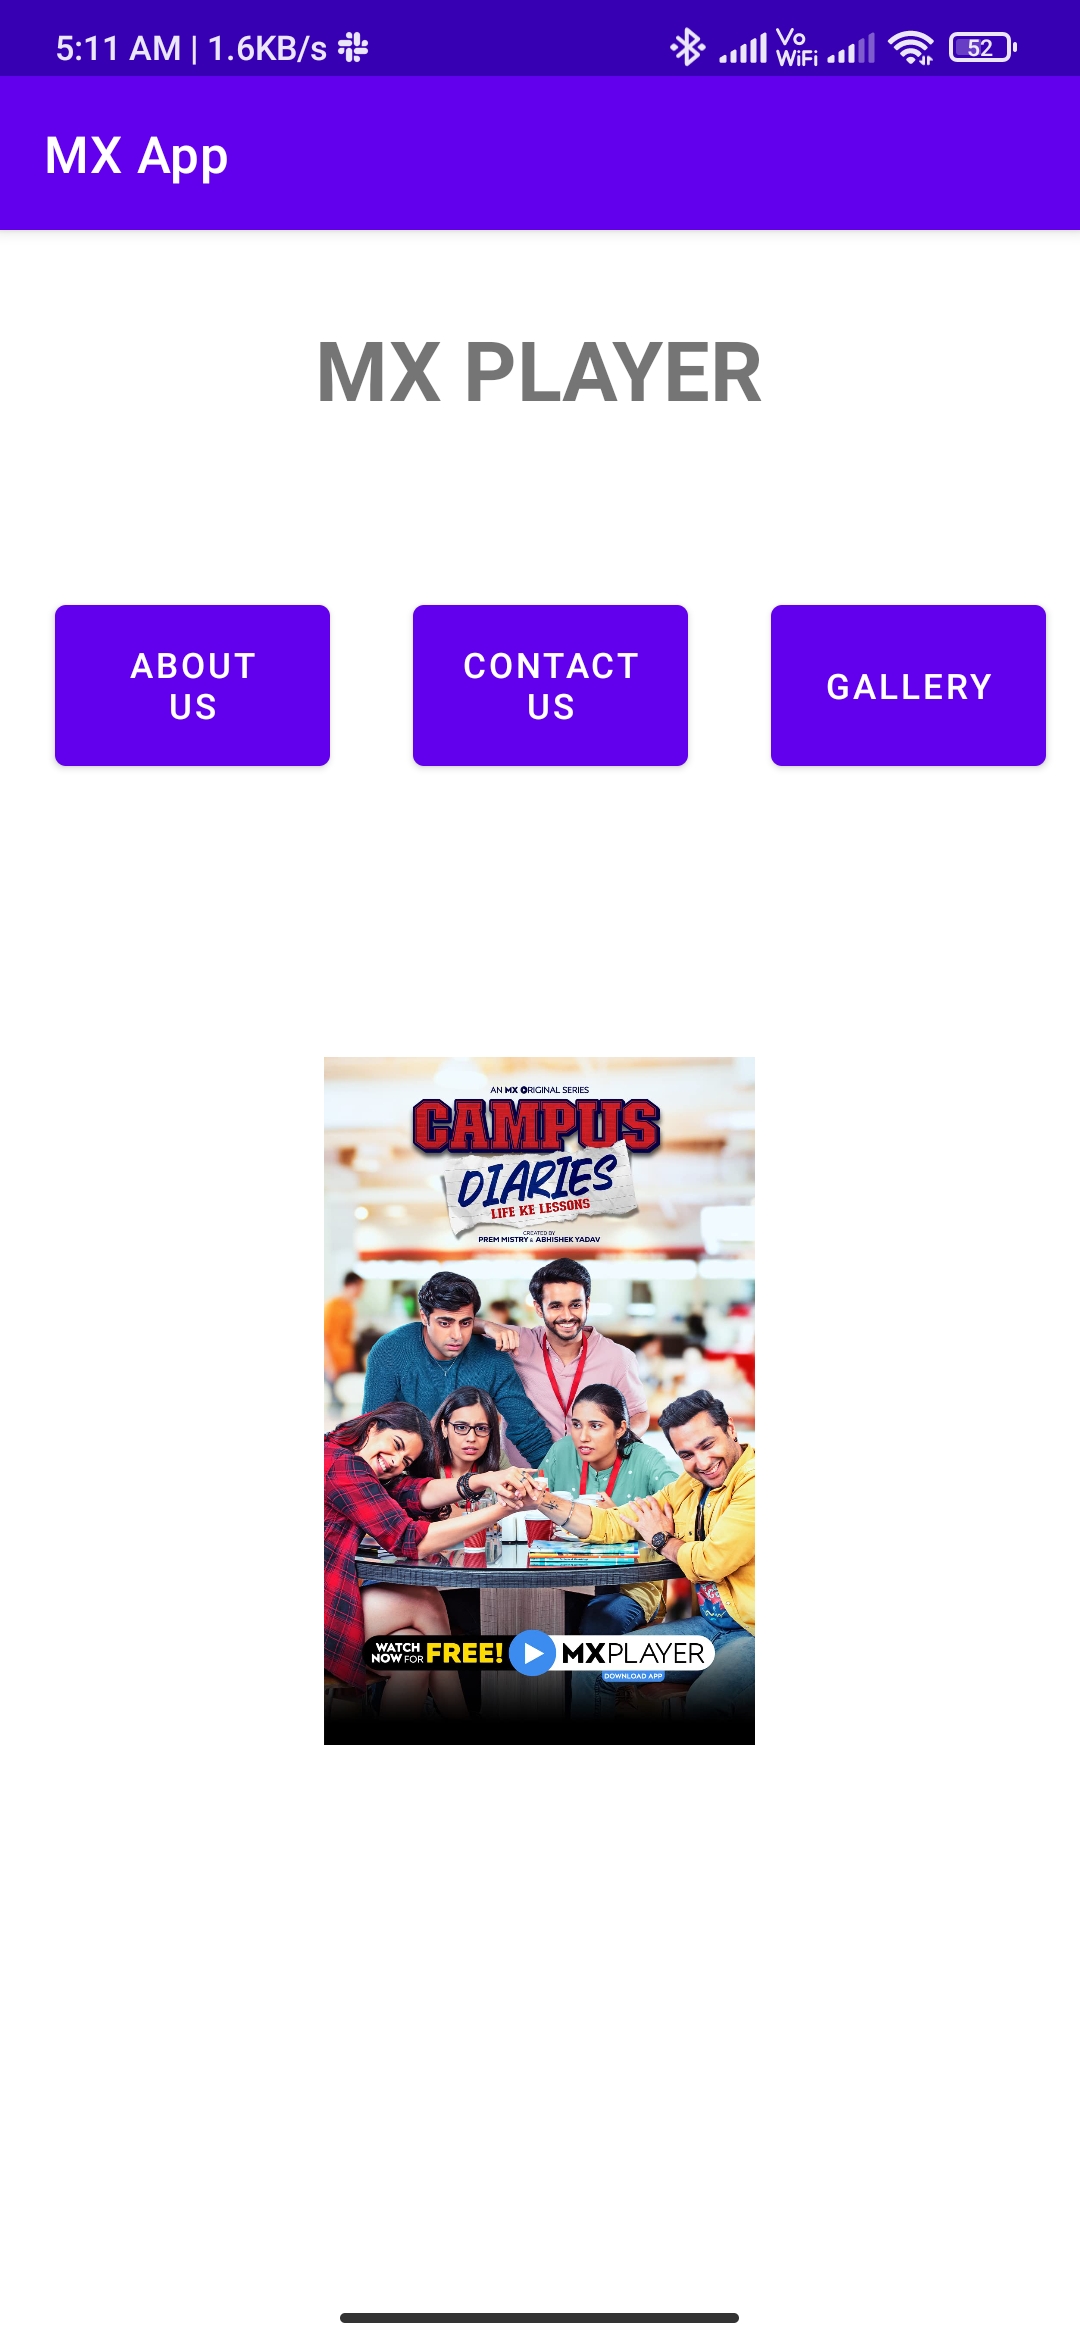 5:11 AM | 1.6KB/s
Vo
WiFi
52
MX App
MX PLAYER
ABOUT
US
CONTACT
US
GALLERY
AN MX ORIGINAL SERIES
CAMPUS
DIARIES
LIFE KE LESSONS
CREATED BY
PREM MISTRY & ABHISHEK YADAV
WATCH
NOW FOR FREE!
MXPLAYER
DOWNLOAD APP